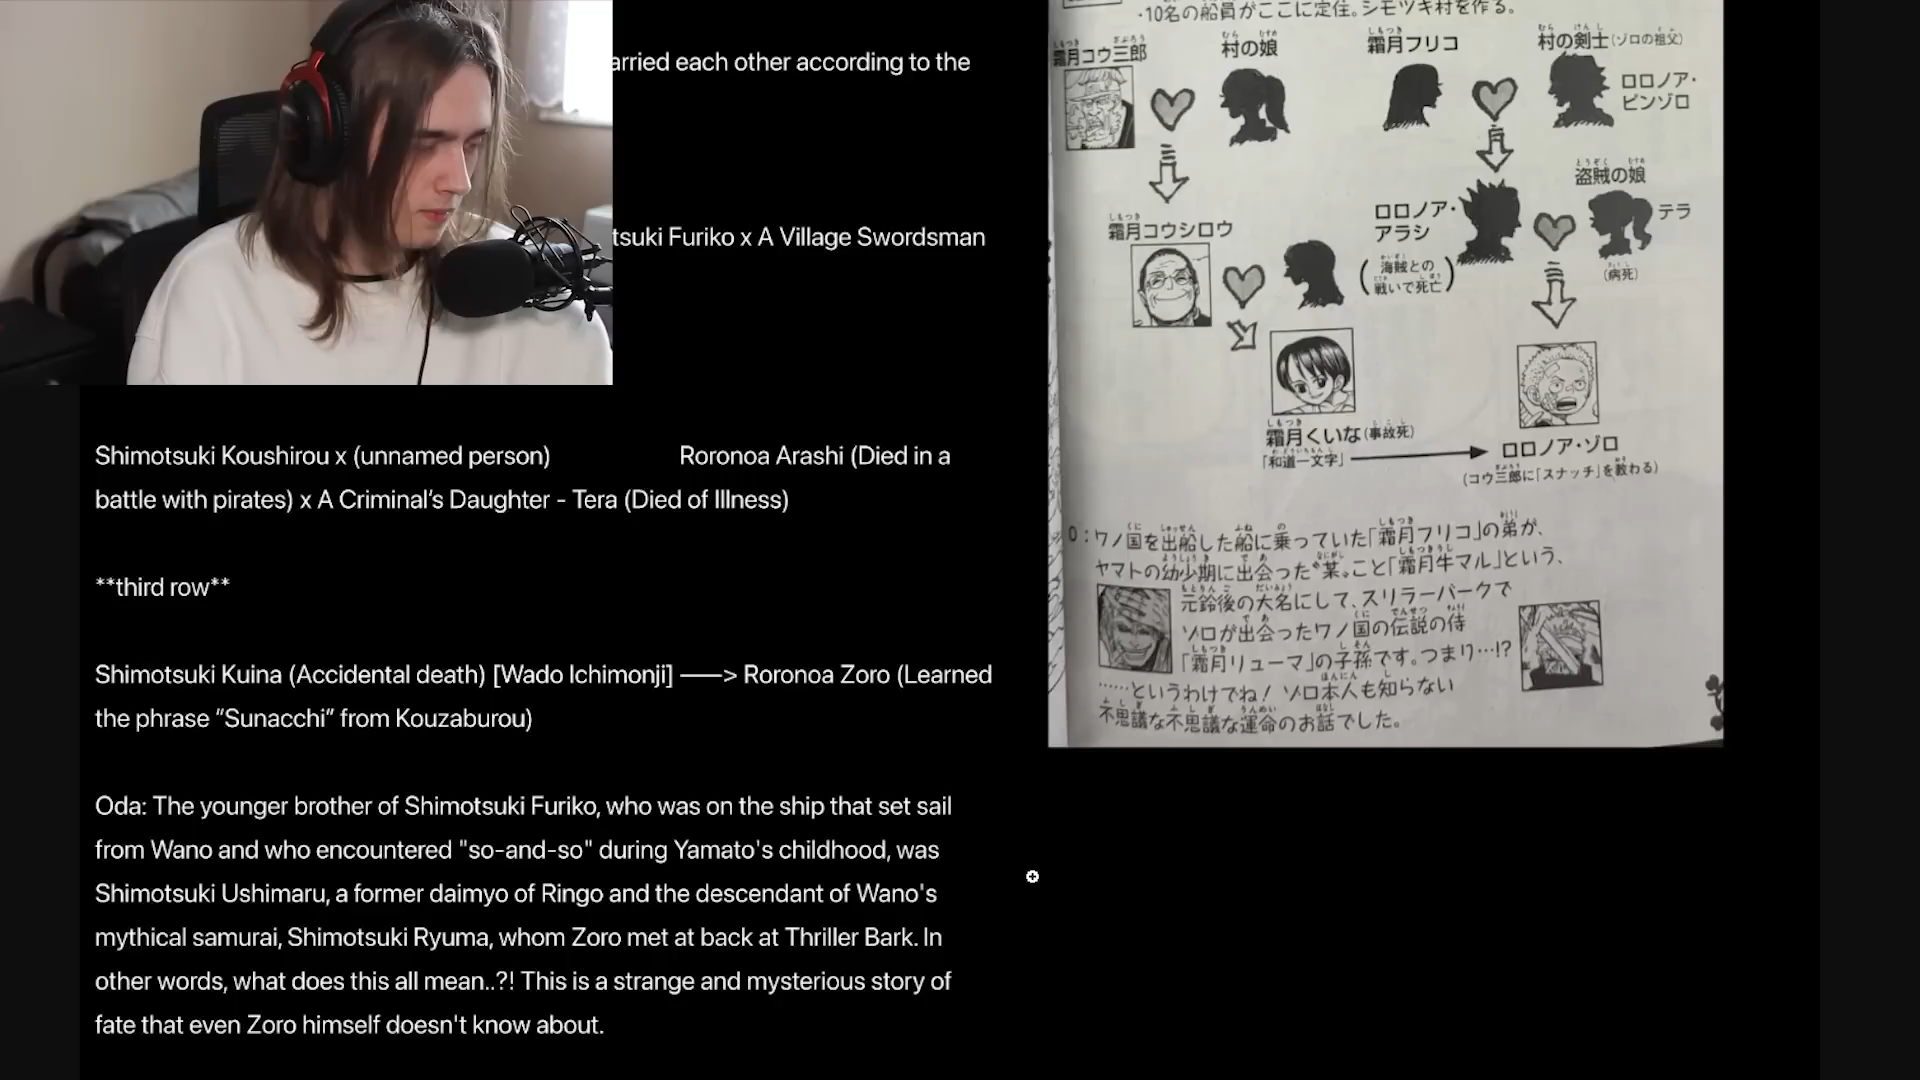 arried each other according to the
tsuki Furiko x A Village Swordsman
Shimotsuki Koushirou x (unnamed person) Roronoa Arashi (Died in a
battle with pirates) x A Criminal's Daughter - Tera (Died of Illness)
**third row**
Shimotsuki Kuina (Accidental death) [Wado Ichimonji] ——> Roronoa Zoro (Learned
the phrase “Sunacchi” from Kouzaburou)
Oda: The younger brother of Shimotsuki Furiko, who was on the ship that set sail
from Wano and who encountered "so-and-so" during Yamato's childhood, was
Shimotsuki Ushimaru, a former daimyo of Ringo and the descendant of Wano's
mythical samurai, Shimotsuki Ryuma, whom Zoro met at back at Thriller Bark. In
other words, what does this all mean..?! This is a strange and mysterious story of
fate that even Zoro himself doesn't know about.
・10名の船員がここに定住。シモツキ村を作る。
霜月コウ三郎
村の娘
霜月フリコ
村の剣士(ゾロの祖父)
ロロノア・
ピンゾロ
盗賊の娘
テラ
(病死)
ロロノア・
アラシ
(海賊との
戦いで死亡)
霜月コウシロウ
霜月くいな(事故死)
「和道一文字」
ロロノア・ゾロ
(コウ三郎に「スナッチ」を教わる)
O:ワノ国を出船した船に乗っていた「霜月フリコ」の弟が、
ヤマトの幼少期に出会った“某”こと「霜月牛マル」という、
元鈴後の大名にして、スリラーバークで
ゾロが出会ったワノ国の伝説の侍
「霜月リューマ」の子孫です。つまり…!?
……というわけでね！ゾロ本人も知らない
不思議な不思議な運命のお話でした。